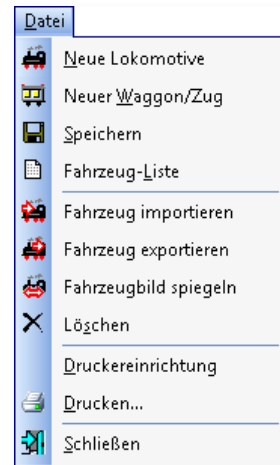 Datei
Neue Lokomotive
Neuer Waggon/Zug
Speichern
Fahrzeug-Liste
Fahrzeug importieren
Fahrzeug exportieren
Fahrzeugbild spiegeln
Löschen
Druckereinrichtung
Drucken...
Schließen